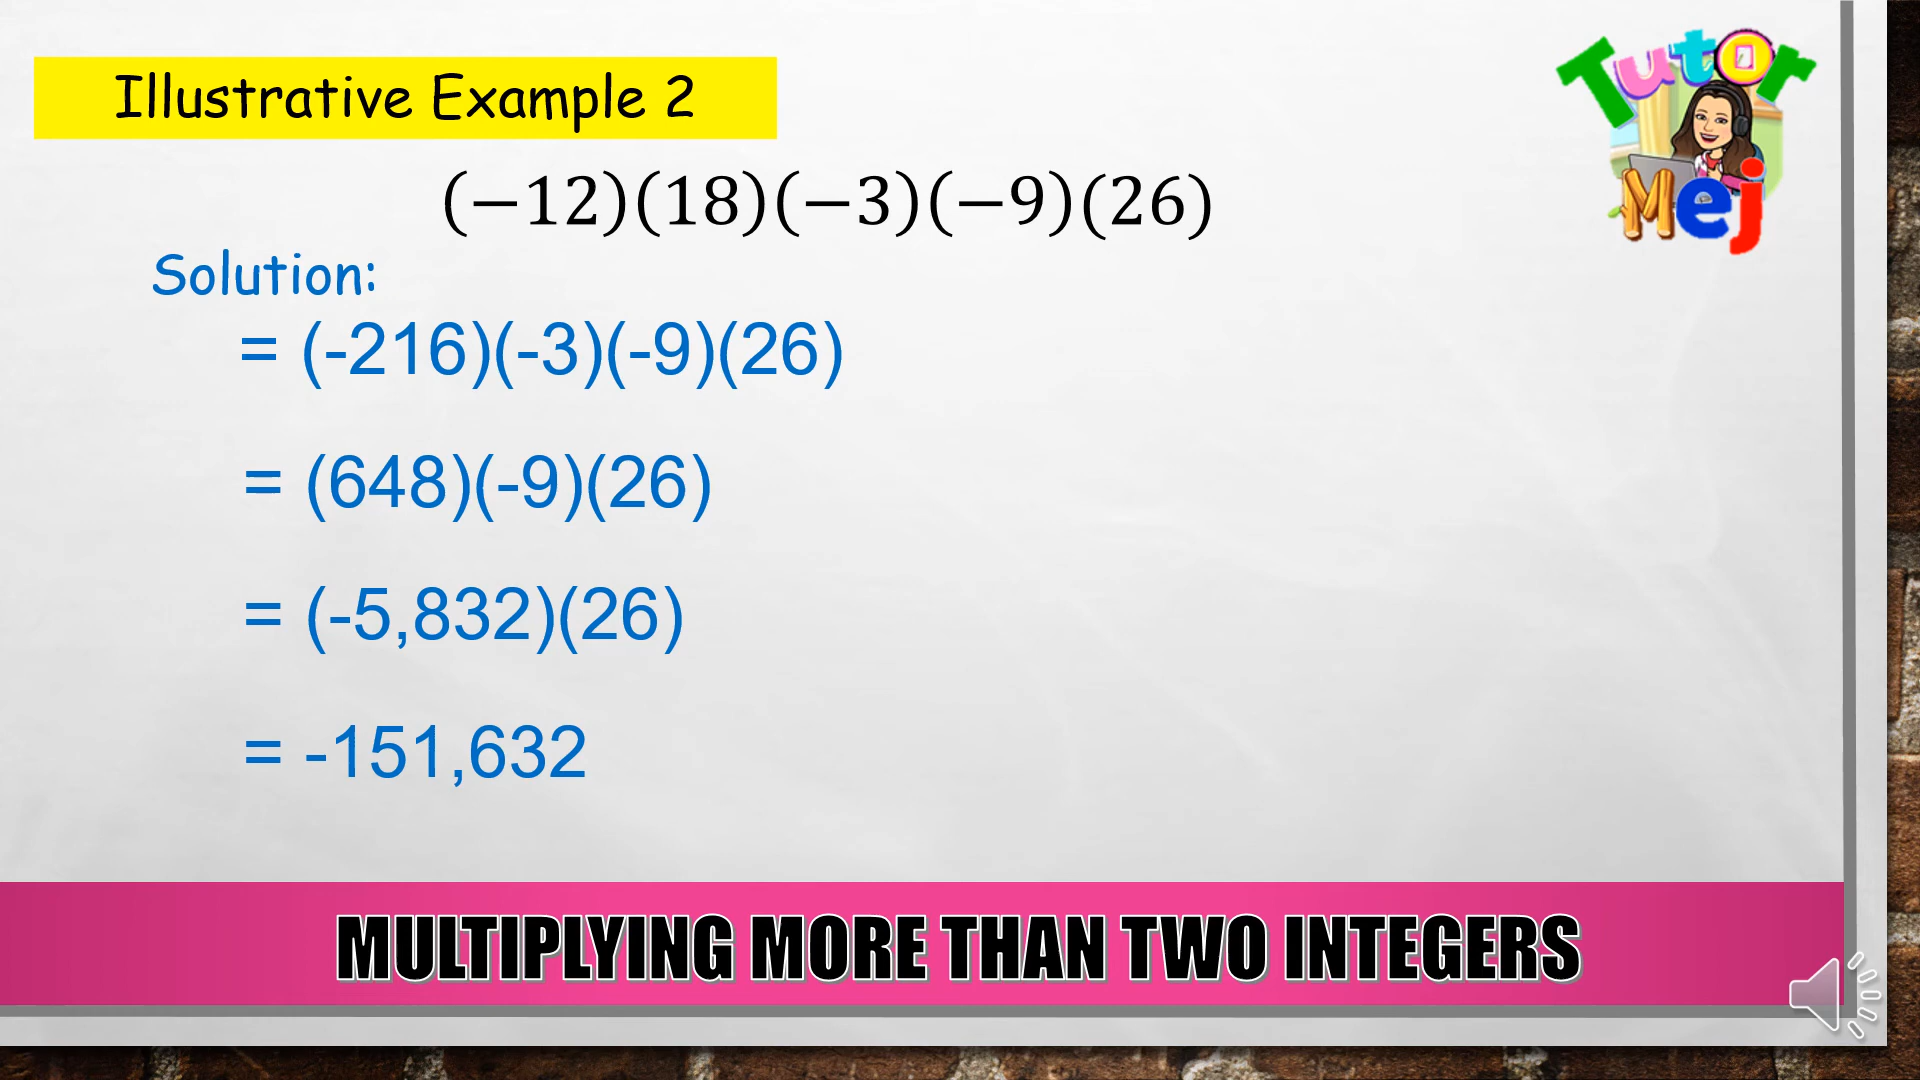 Tutor
Mej
Illustrative Example 2
(−12)(18)(−3)(−9)(26)
Solution:
= (-216)(-3)(-9)(26)
= (648)(-9)(26)
= (-5,832)(26)
= -151,632
MULTIPLYING MORE THAN TWO INTEGERS